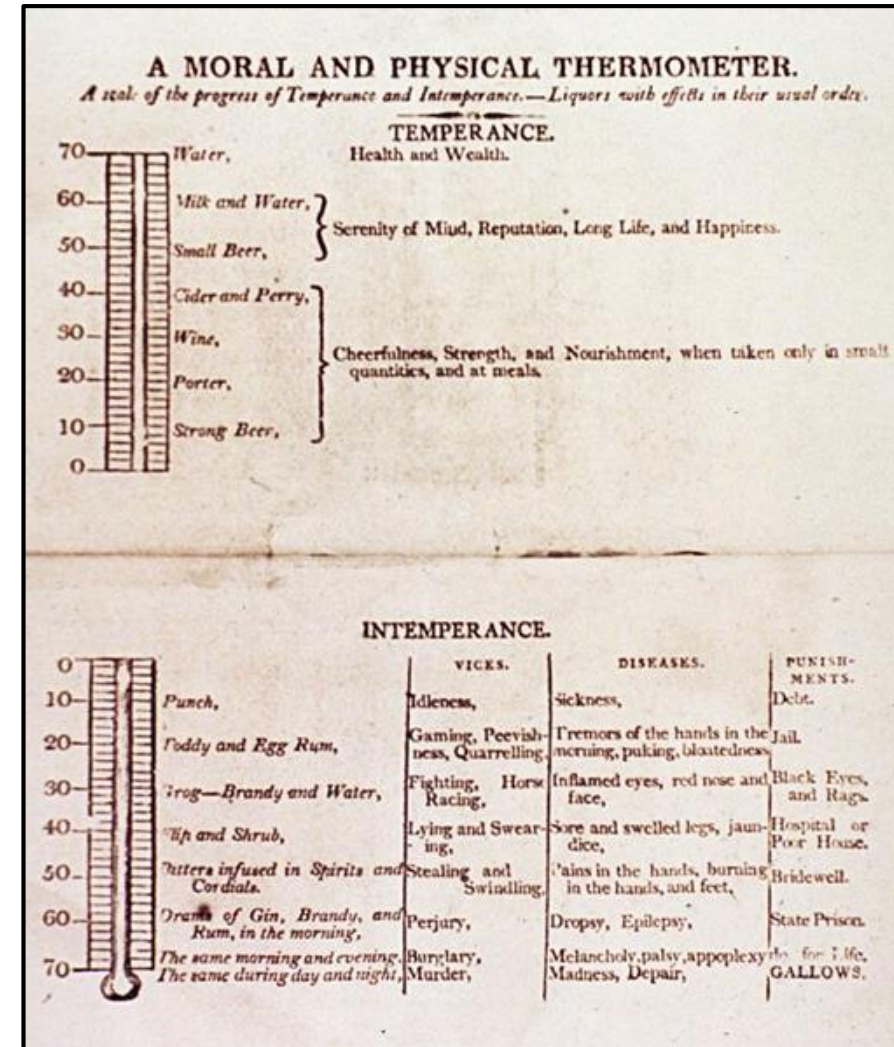 A MORAL AND PHYSICAL THERMOMETER.
A scale of the progress of Temperance and Intemperance.—Liquors with effects in their usual order.
TEMPERANCE.
70 Water, Health and Wealth.
60 Milk and Water,
Serenity of Mind, Reputation, Long Life, and Happiness.
50 Small Beer,
40 Cider and Perry,
30 Wine,
Cheerfulness, Strength, and Nourishment, when taken only in small
quantities, and at meals.
20 Porter,
10 Strong Beer,
0
INTEMPERANCE.
0 VICES. DISEASES. PUNISH-
MENTS.
10 Punch, Idleness, Sickness, Debt.
20 Toddy and Egg Rum, Gaming, Peevish- Tremors of the hands in the Jail.
ness, Quarrelling, morning, puking, bloatedness
30 Grog—Brandy and Water, Fighting, Horse Inflamed eyes, red nose and Black Eyes,
Racing, face, and Rags.
40 Flip and Shrub, Lying and Swear- Sore and swelled legs, jaun- Hospital or
ing, dice, Poor House.
50 Bitters infused in Spirits and Stealing and Pains in the hands, burning Bridewell.
Cordials. Swindling, in the hands, and feet,
60 Drams of Gin, Brandy, and Perjury, Dropsy, Epilepsy, State Prison.
Rum, in the morning,
70 The same morning and evening. Burglary, Melancholy, palsy, appoplexy do. for Life.
The same during day and night, Murder, Madness, Depair, GALLOWS.